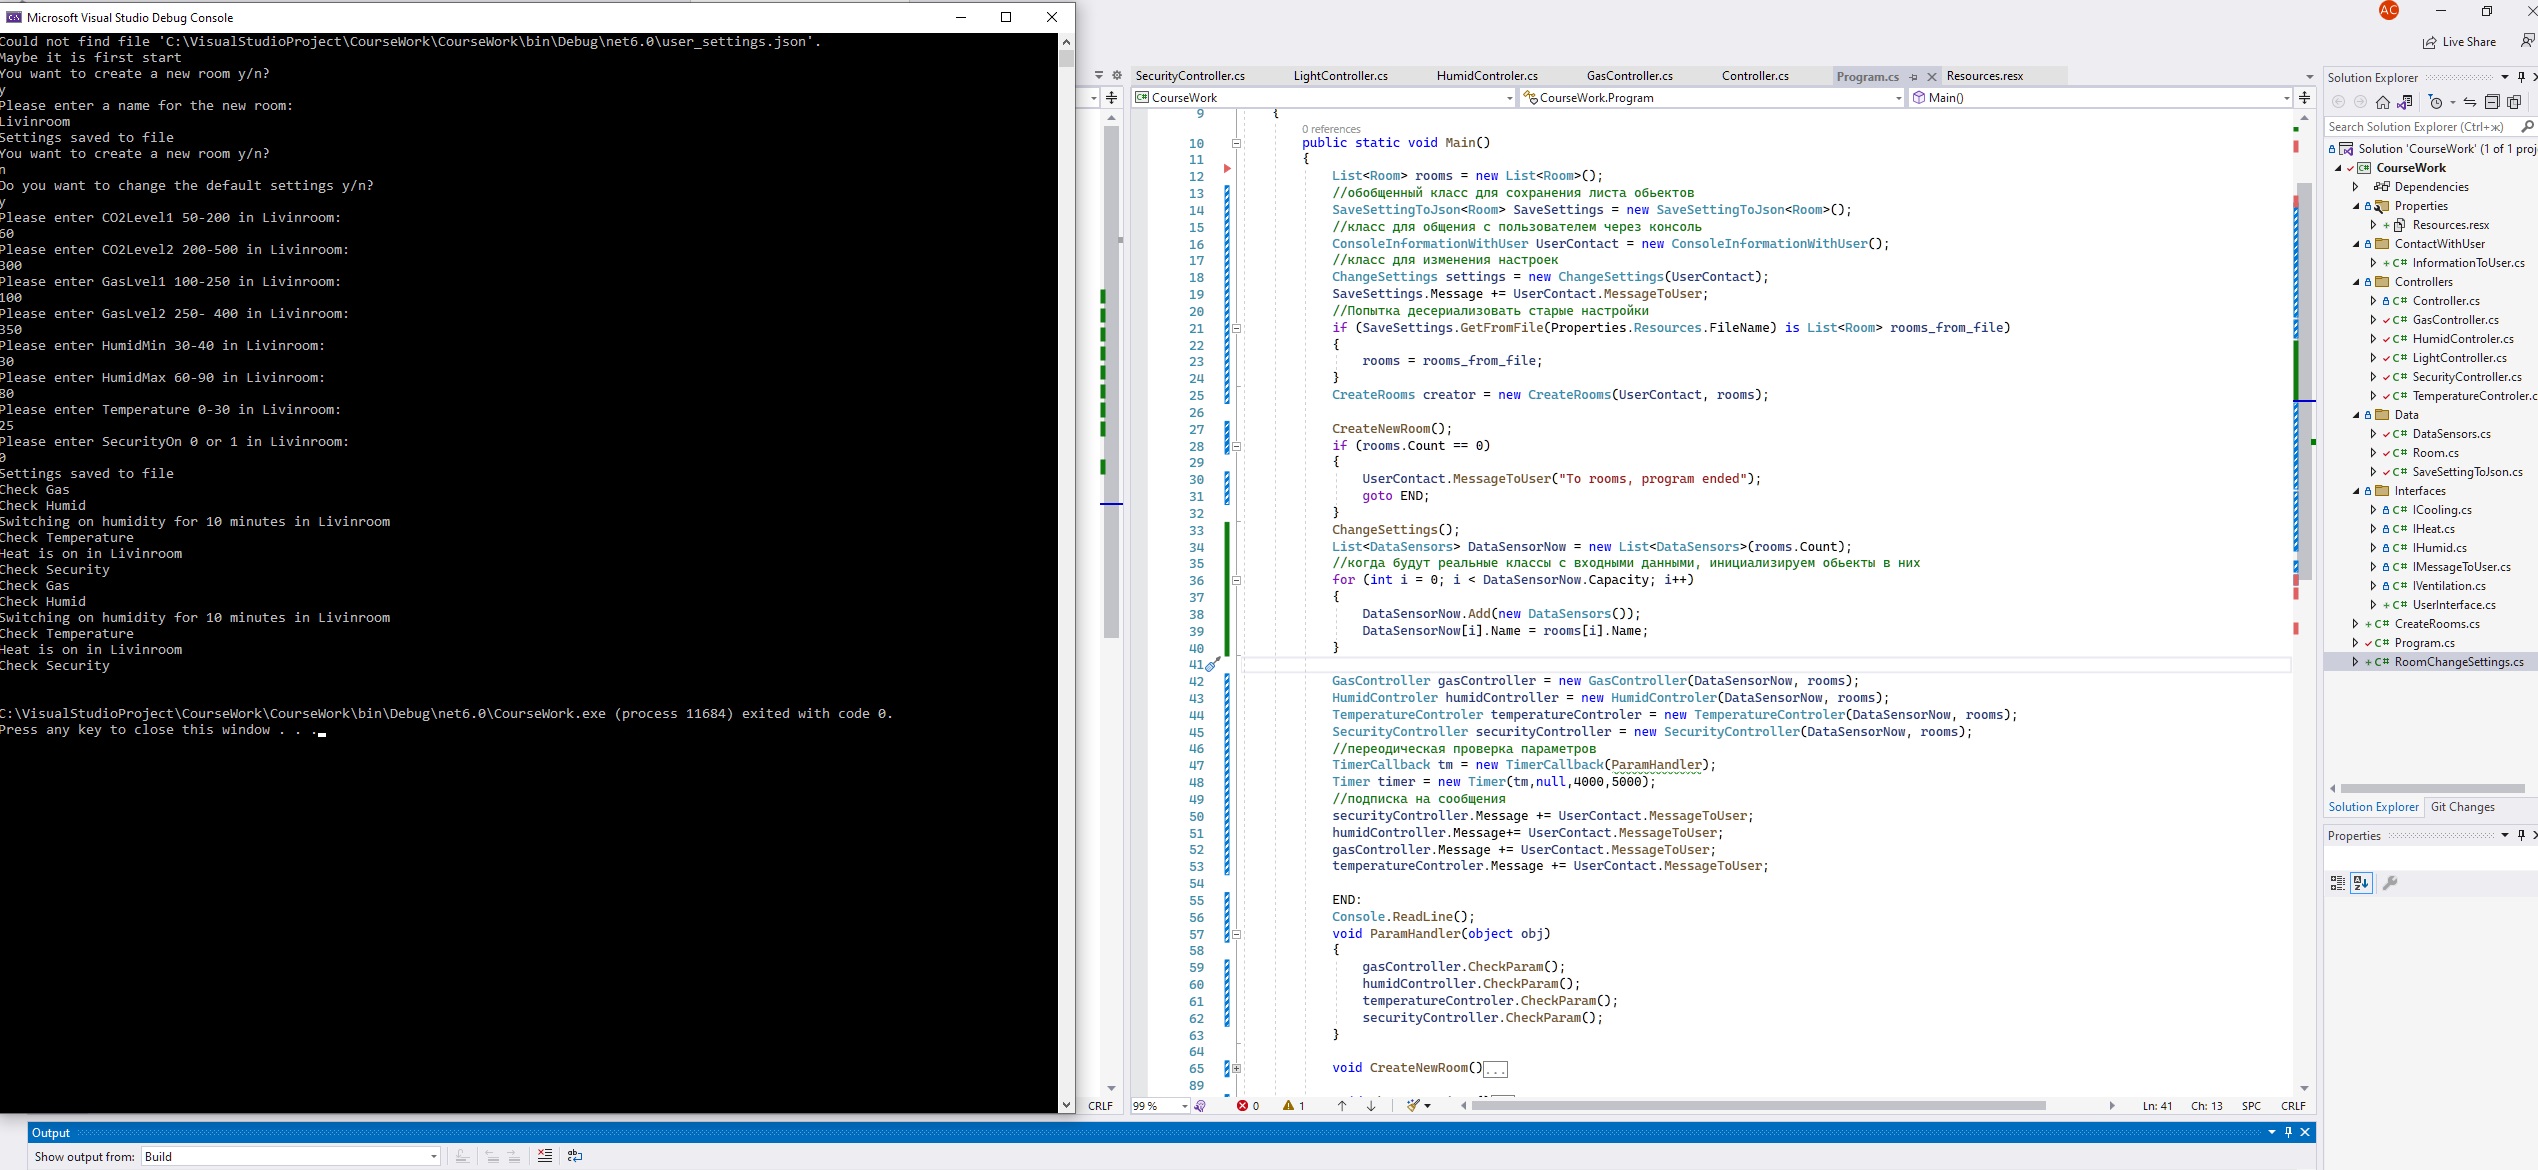 Microsoft Visual Studio Debug Console
Could not find file 'C:\VisualStudioProject\CourseWork\CourseWork\bin\Debug\net6.0\user_settings.json'.
Maybe it is first start
You want to create a new room y/n?
y
Please enter a name for the new room:
Livinroom
Settings saved to file
You want to create a new room y/n?
n
Do you want to change the default settings y/n?
y
Please enter CO2Level1 50-200 in Livinroom:
60
Please enter CO2Level2 200-500 in Livinroom:
300
Please enter GasLvel1 100-250 in Livinroom:
100
Please enter GasLvel2 250- 400 in Livinroom:
350
Please enter HumidMin 30-40 in Livinroom:
30
Please enter HumidMax 60-90 in Livinroom:
80
Please enter Temperature 0-30 in Livinroom:
25
Please enter SecurityOn 0 or 1 in Livinroom:
0
Settings saved to file
Check Gas
Check Humid
Switching on humidity for 10 minutes in Livinroom
Check Temperature
Heat is on in Livinroom
Check Security
Check Gas
Check Humid
Switching on humidity for 10 minutes in Livinroom
Check Temperature
Heat is on in Livinroom
Check Security
C:\VisualStudioProject\CourseWork\CourseWork\bin\Debug\net6.0\CourseWork.exe (process 11684) exited with code 0.
Press any key to close this window . . .
CRLF
AC
Live Share
SecurityController.cs LightController.cs HumidControler.cs GasController.cs Controller.cs Program.cs Resources.resx
C# CourseWork CourseWork.Program Main()
9 {
0 references
10 public static void Main()
11 {
12 List<Room> rooms = new List<Room>();
13 //обобщенный класс для сохранения листа обьектов
14 SaveSettingToJson<Room> SaveSettings = new SaveSettingToJson<Room>();
15 //класс для общения с пользователем через консоль
16 ConsoleInformationWithUser UserContact = new ConsoleInformationWithUser();
17 //класс для изменения настроек
18 ChangeSettings settings = new ChangeSettings(UserContact);
19 SaveSettings.Message += UserContact.MessageToUser;
20 //Попытка десериализовать старые настройки
21 if (SaveSettings.GetFromFile(Properties.Resources.FileName) is List<Room> rooms_from_file)
22 {
23 rooms = rooms_from_file;
24 }
25 CreateRooms creator = new CreateRooms(UserContact, rooms);
26
27 CreateNewRoom();
28 if (rooms.Count == 0)
29 {
30 UserContact.MessageToUser("To rooms, program ended");
31 goto END;
32 }
33 ChangeSettings();
34 List<DataSensors> DataSensorNow = new List<DataSensors>(rooms.Count);
35 //когда будут реальные классы с входными данными, инициализируем обьекты в них
36 for (int i = 0; i < DataSensorNow.Capacity; i++)
37 {
38 DataSensorNow.Add(new DataSensors());
39 DataSensorNow[i].Name = rooms[i].Name;
40 }
41
42 GasController gasController = new GasController(DataSensorNow, rooms);
43 HumidControler humidController = new HumidControler(DataSensorNow, rooms);
44 TemperatureControler temperatureControler = new TemperatureControler(DataSensorNow, rooms);
45 SecurityController securityController = new SecurityController(DataSensorNow, rooms);
46 //переодическая проверка параметров
47 TimerCallback tm = new TimerCallback(ParamHandler);
48 Timer timer = new Timer(tm,null,4000,5000);
49 //подписка на сообщения
50 securityController.Message += UserContact.MessageToUser;
51 humidController.Message+= UserContact.MessageToUser;
52 gasController.Message += UserContact.MessageToUser;
53 temperatureControler.Message += UserContact.MessageToUser;
54
55 END:
56 Console.ReadLine();
57 void ParamHandler(object obj)
58 {
59 gasController.CheckParam();
60 humidController.CheckParam();
61 temperatureControler.CheckParam();
62 securityController.CheckParam();
63 }
64
65 void CreateNewRoom()...
89
99 % 0 1 Ln: 41 Ch: 13 SPC CRLF
Solution Explorer
Search Solution Explorer (Ctrl+ж)
Solution 'CourseWork' (1 of 1 proj
C# CourseWork
Dependencies
Properties
Resources.resx
ContactWithUser
C# InformationToUser.cs
Controllers
C# Controller.cs
C# GasController.cs
C# HumidControler.cs
C# LightController.cs
C# SecurityController.cs
C# TemperatureControler.c
Data
C# DataSensors.cs
C# Room.cs
C# SaveSettingToJson.cs
Interfaces
C# ICooling.cs
C# IHeat.cs
C# IHumid.cs
C# IMessageToUser.cs
C# IVentilation.cs
C# UserInterface.cs
C# CreateRooms.cs
C# Program.cs
C# RoomChangeSettings.cs
Solution Explorer Git Changes
Properties
Output
Show output from: Build